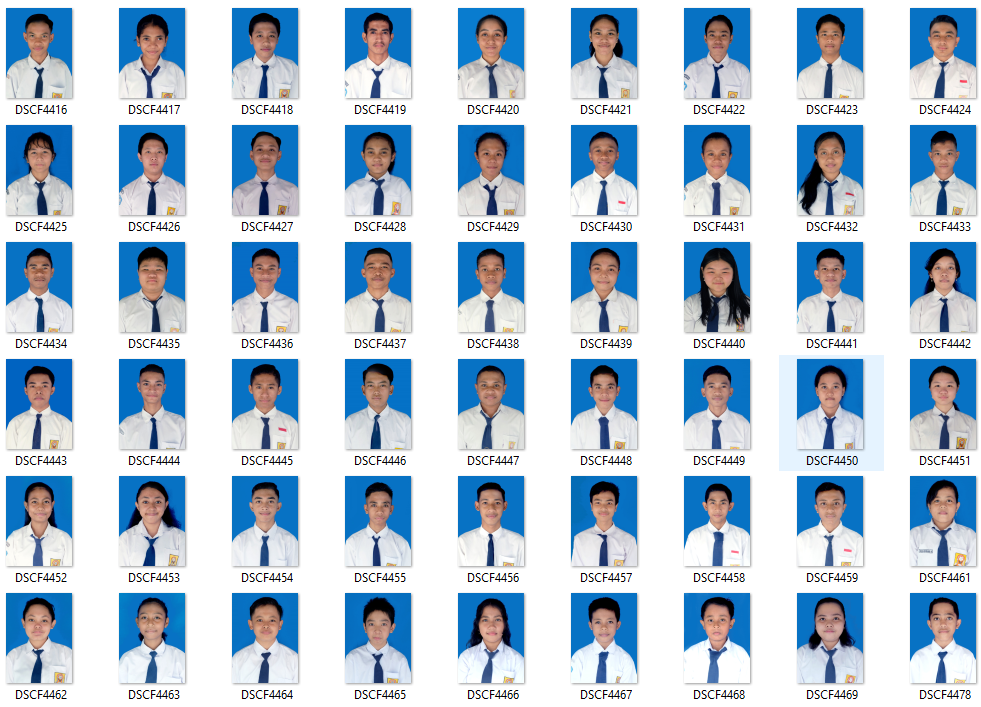 DSCF4416 DSCF4417 DSCF4418 DSCF4419 DSCF4420 DSCF4421 DSCF4422 DSCF4423 DSCF4424
DSCF4425 DSCF4426 DSCF4427 DSCF4428 DSCF4429 DSCF4430 DSCF4431 DSCF4432 DSCF4433
DSCF4434 DSCF4435 DSCF4436 DSCF4437 DSCF4438 DSCF4439 DSCF4440 DSCF4441 DSCF4442
DSCF4443 DSCF4444 DSCF4445 DSCF4446 DSCF4447 DSCF4448 DSCF4449 DSCF4450 DSCF4451
DSCF4452 DSCF4453 DSCF4454 DSCF4455 DSCF4456 DSCF4457 DSCF4458 DSCF4459 DSCF4461
DSCF4462 DSCF4463 DSCF4464 DSCF4465 DSCF4466 DSCF4467 DSCF4468 DSCF4469 DSCF4478